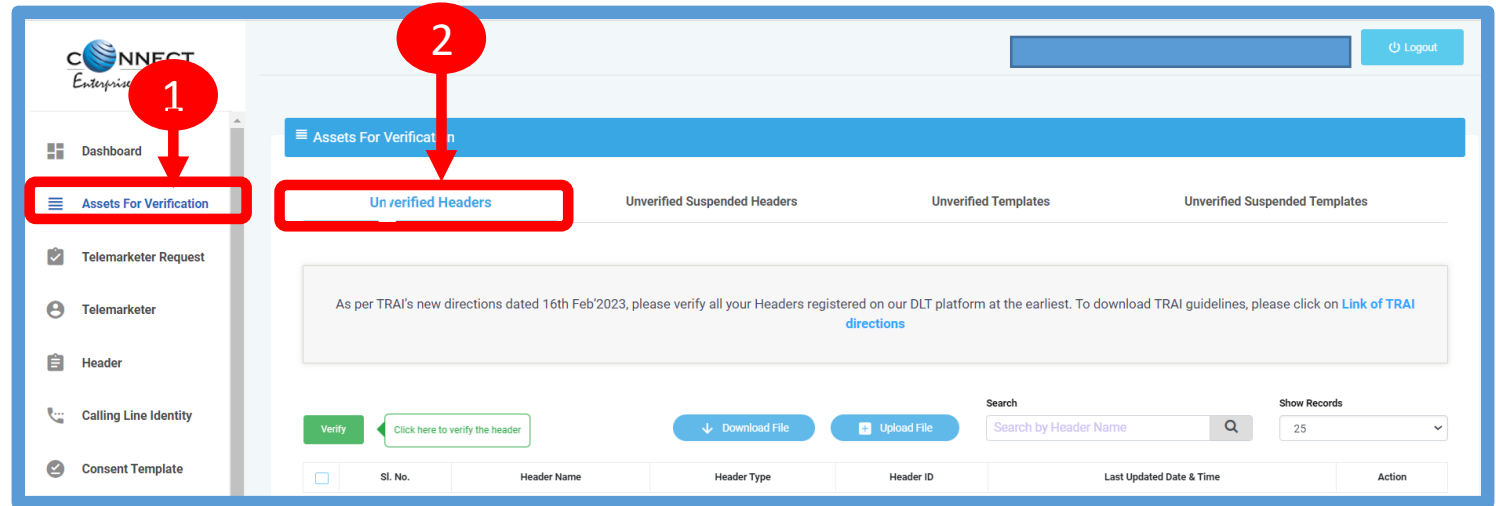 2
1
CONNECT
Enterprise
Logout
Dashboard
Assets For Verification
Telemarketer Request
Telemarketer
Header
Calling Line Identity
Consent Template
Assets For Verification
Unverified Headers
Unverified Suspended Headers
Unverified Templates
Unverified Suspended Templates
As per TRAI's new directions dated 16th Feb'2023, please verify all your Headers registered on our DLT platform at the earliest. To download TRAI guidelines, please click on Link of TRAI
directions
Verify
Click here to verify the header
Download File
Upload File
Search
Search by Header Name
Show Records
25
Sl. No.
Header Name
Header Type
Header ID
Last Updated Date & Time
Action